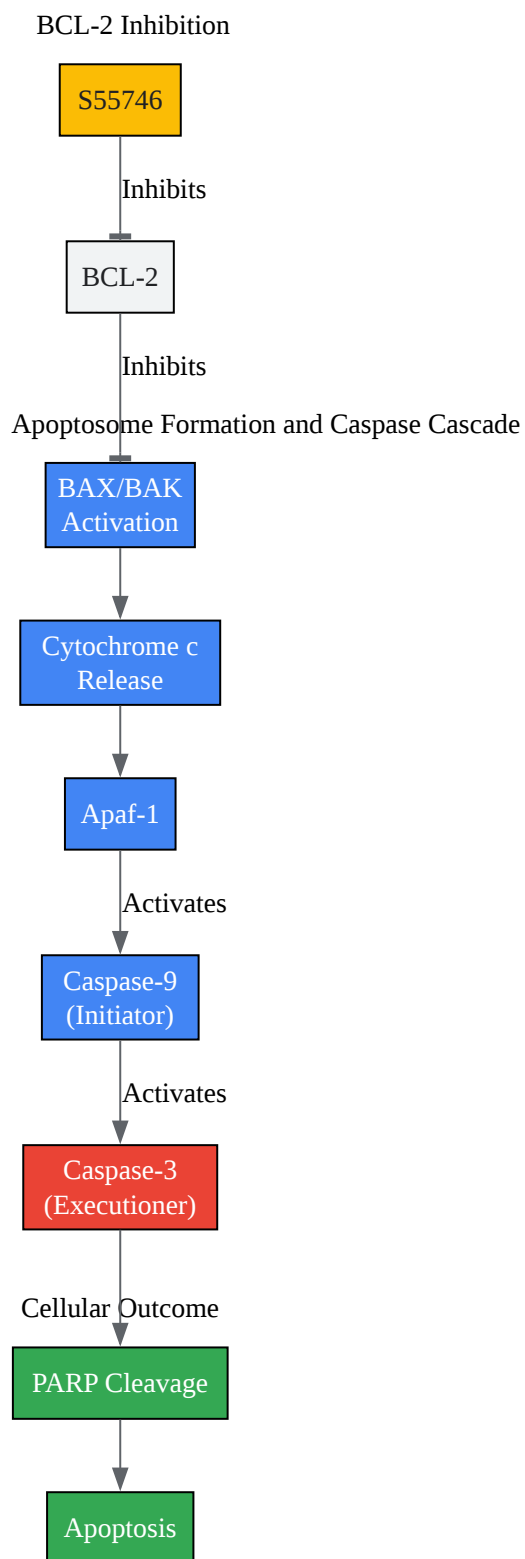 BCL-2 Inhibition
S55746
Inhibits
BCL-2
Inhibits
Apoptosome Formation and Caspase Cascade
BAX/BAK
Activation
Cytochrome c
Release
Apaf-1
Activates
Caspase-9
(Initiator)
Activates
Caspase-3
(Executioner)
Cellular Outcome
PARP Cleavage
Apoptosis